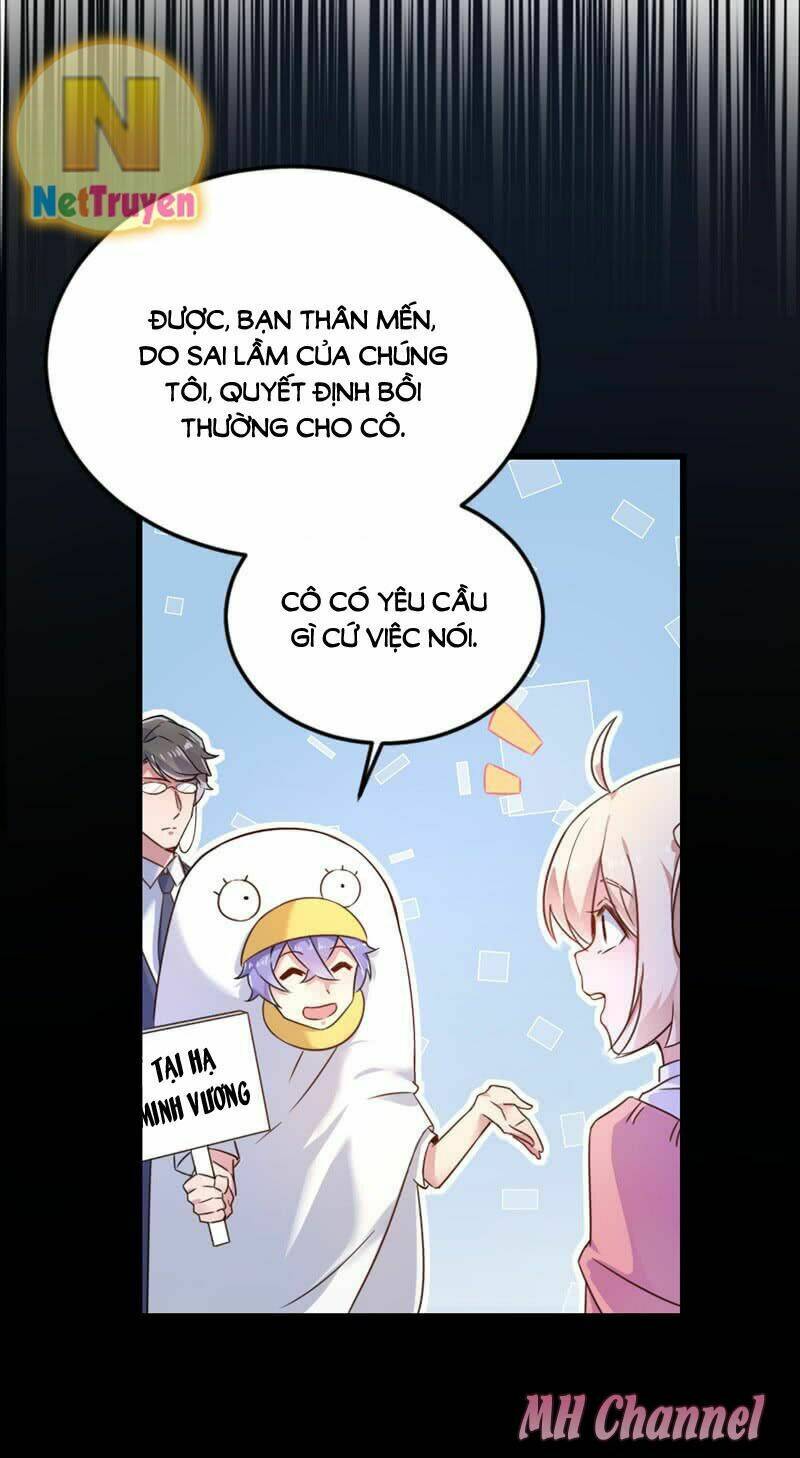 N
NetTruyen
ĐƯỢC, BẠN THÂN MẾN,
DO SAI LẦM CỦA CHÚNG
TÔI, QUYẾT ĐỊNH BỒI
THƯỜNG CHO CÔ.
CÔ CÓ YÊU CẦU
GÌ CỨ VIỆC NÓI.
TẠI HẠ
MINH VƯƠNG
MH Channel